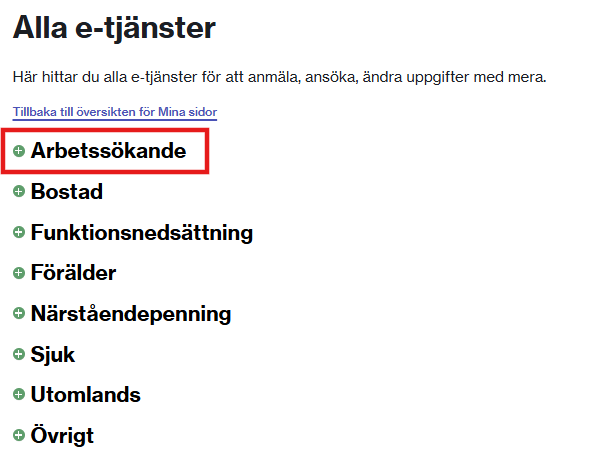 Alla e-tjänster
Här hittar du alla e-tjänster för att anmäla, ansöka, ändra uppgifter med mera.
Tillbaka till översikten för Mina sidor
Arbetssökande
Bostad
Funktionsnedsättning
Förälder
Närståendepenning
Sjuk
Utomlands
Övrigt